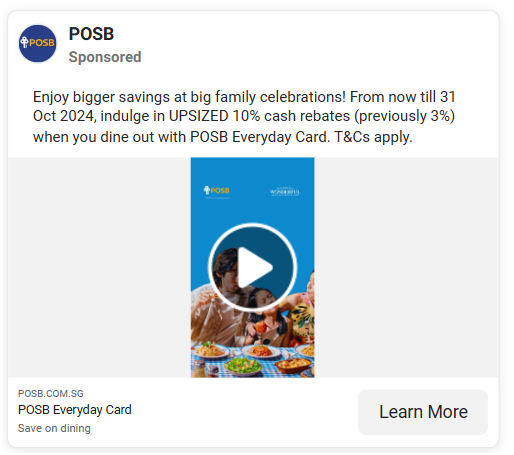 POSB
POSB
Sponsored
Enjoy bigger savings at big family celebrations! From now till 31
Oct 2024, indulge in UPSIZED 10% cash rebates (previously 3%)
when you dine out with POSB Everyday Card. T&Cs apply.
POSB
WONDERFUL
POSB.COM.SG
POSB Everyday Card
Save on dining
Learn More